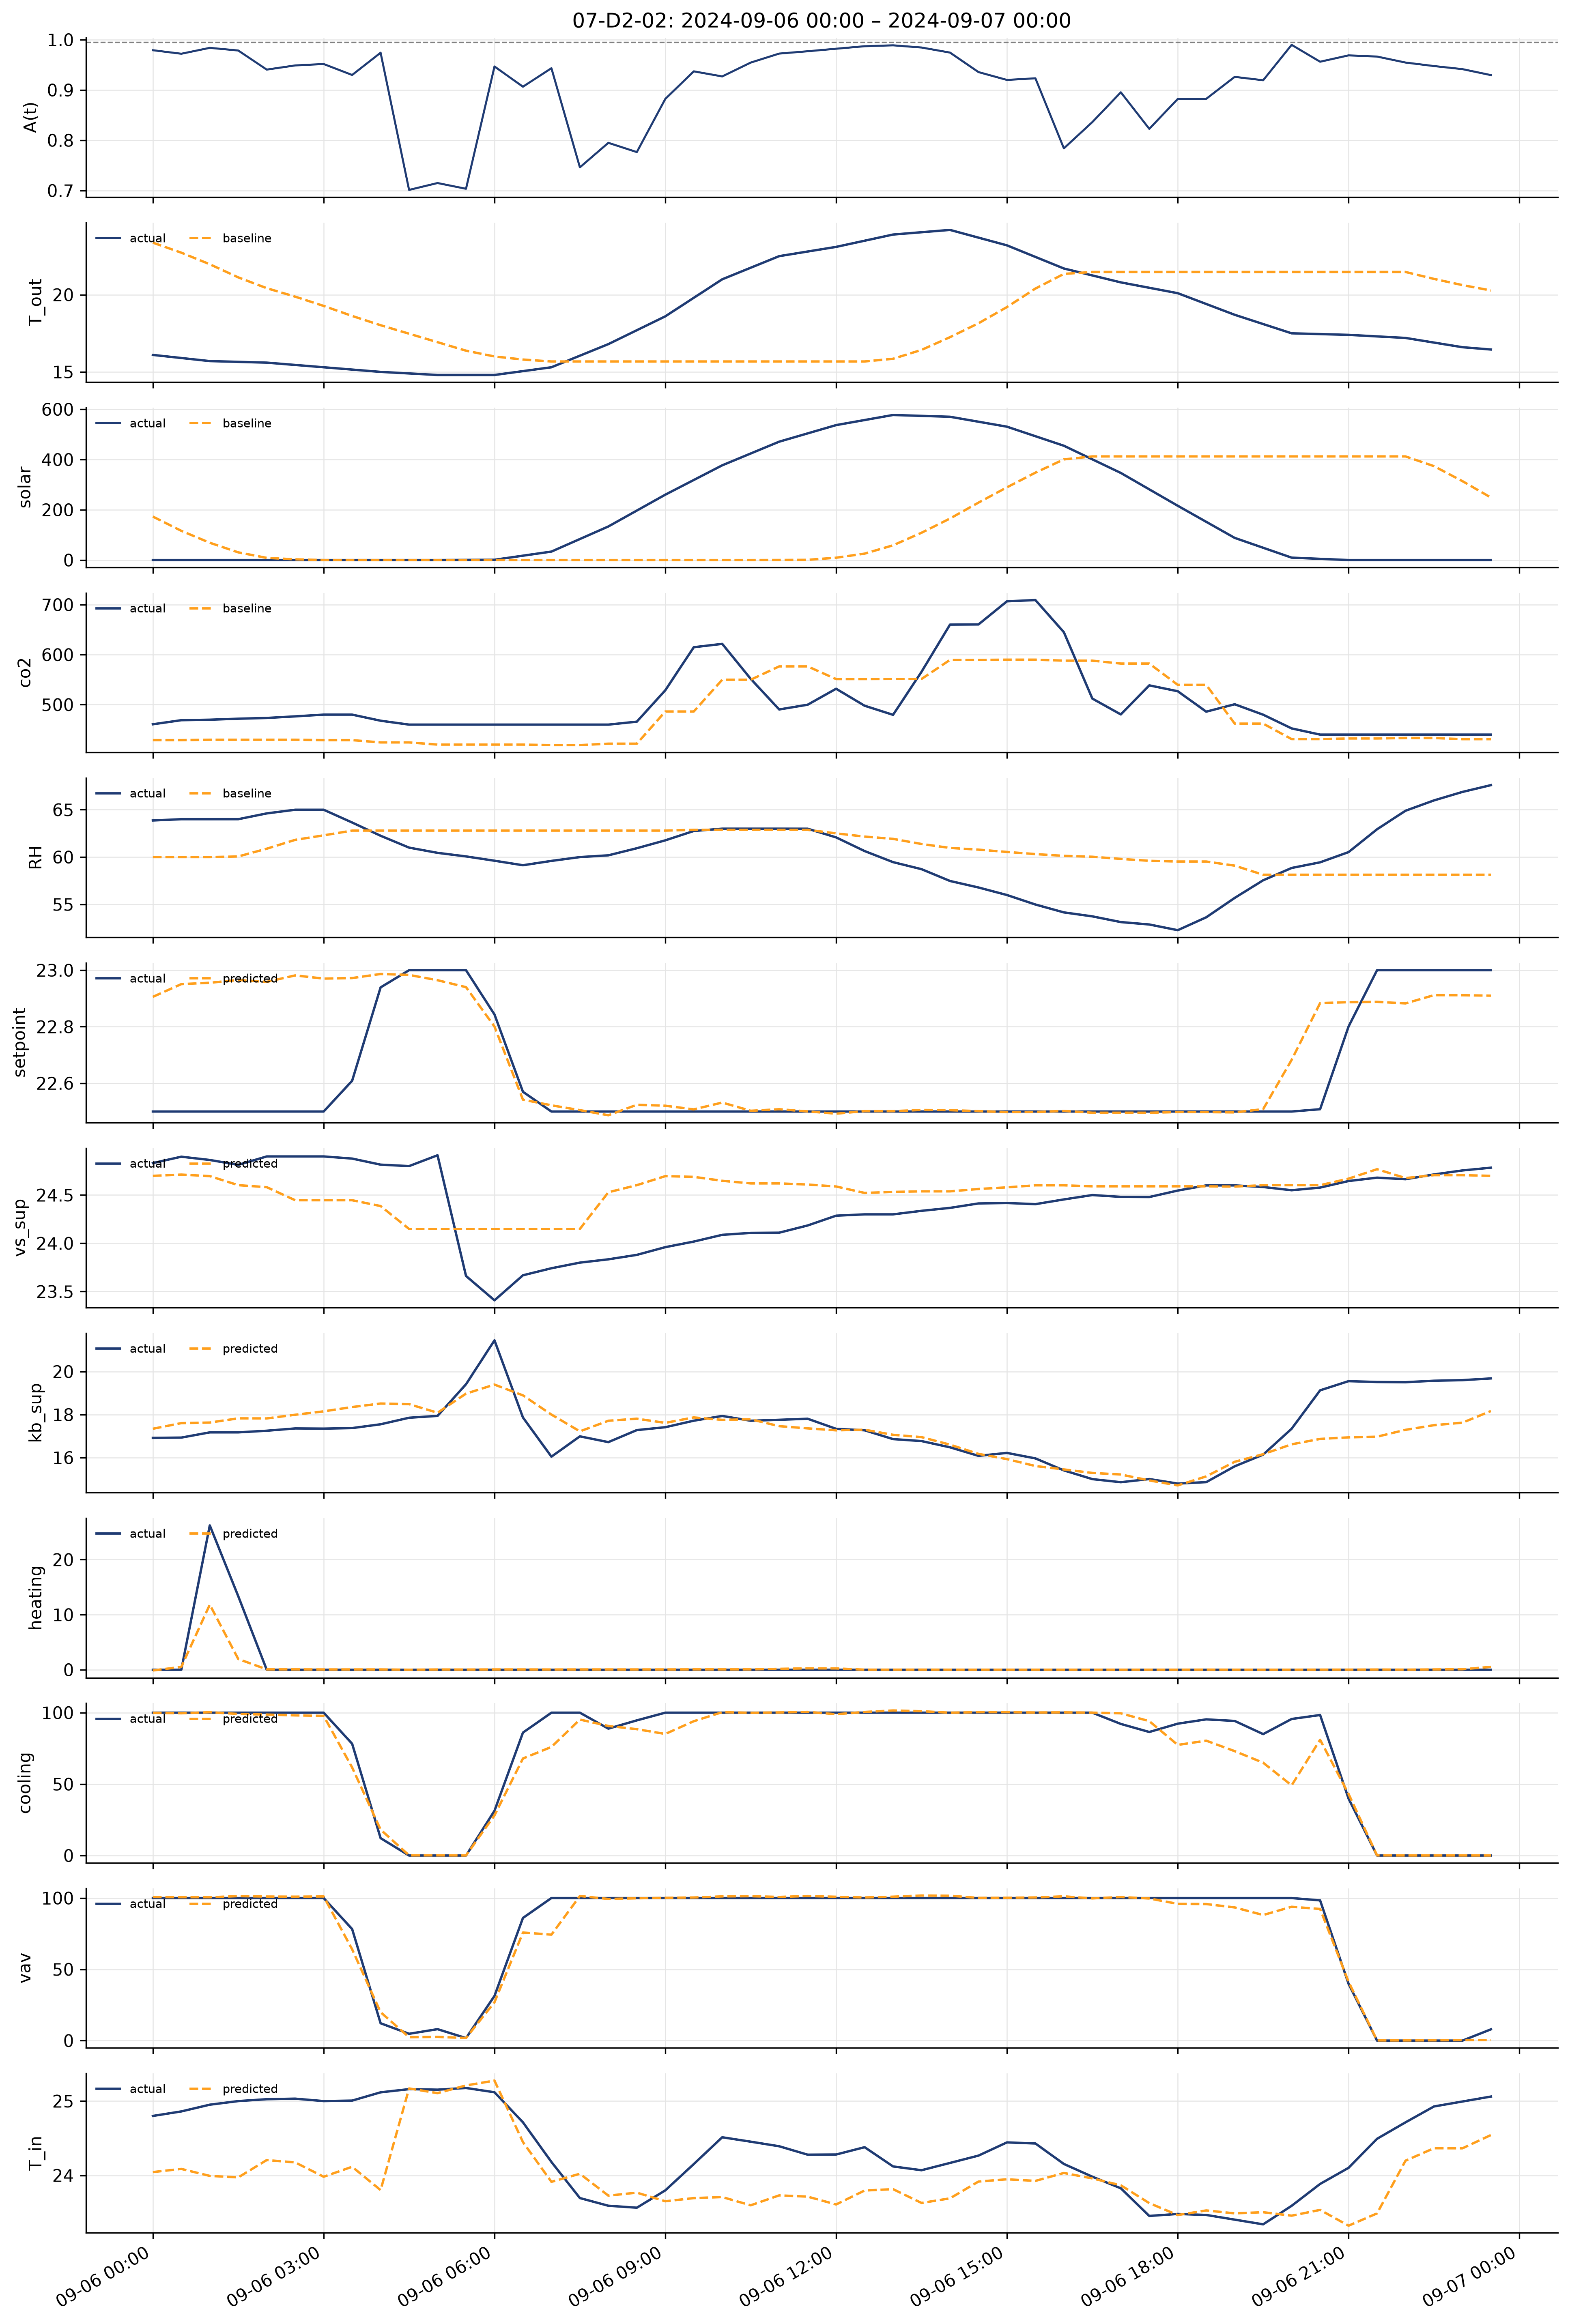 07-D2-02: 2024-09-06 00:00 – 2024-09-07 00:00
A(t)
1.0
0.9
0.8
0.7
T_out
actual
baseline
20
15
solar
actual
baseline
600
400
200
0
co2
actual
baseline
700
600
500
RH
actual
baseline
65
60
55
setpoint
actual
predicted
23.0
22.8
22.6
vs_sup
actual
predicted
24.5
24.0
23.5
kb_sup
actual
predicted
20
18
16
heating
actual
predicted
20
10
0
cooling
actual
predicted
100
50
0
vav
actual
predicted
100
50
0
T_in
actual
predicted
25
24
09-06 00:00
09-06 03:00
09-06 06:00
09-06 09:00
09-06 12:00
09-06 15:00
09-06 18:00
09-06 21:00
09-07 00:00